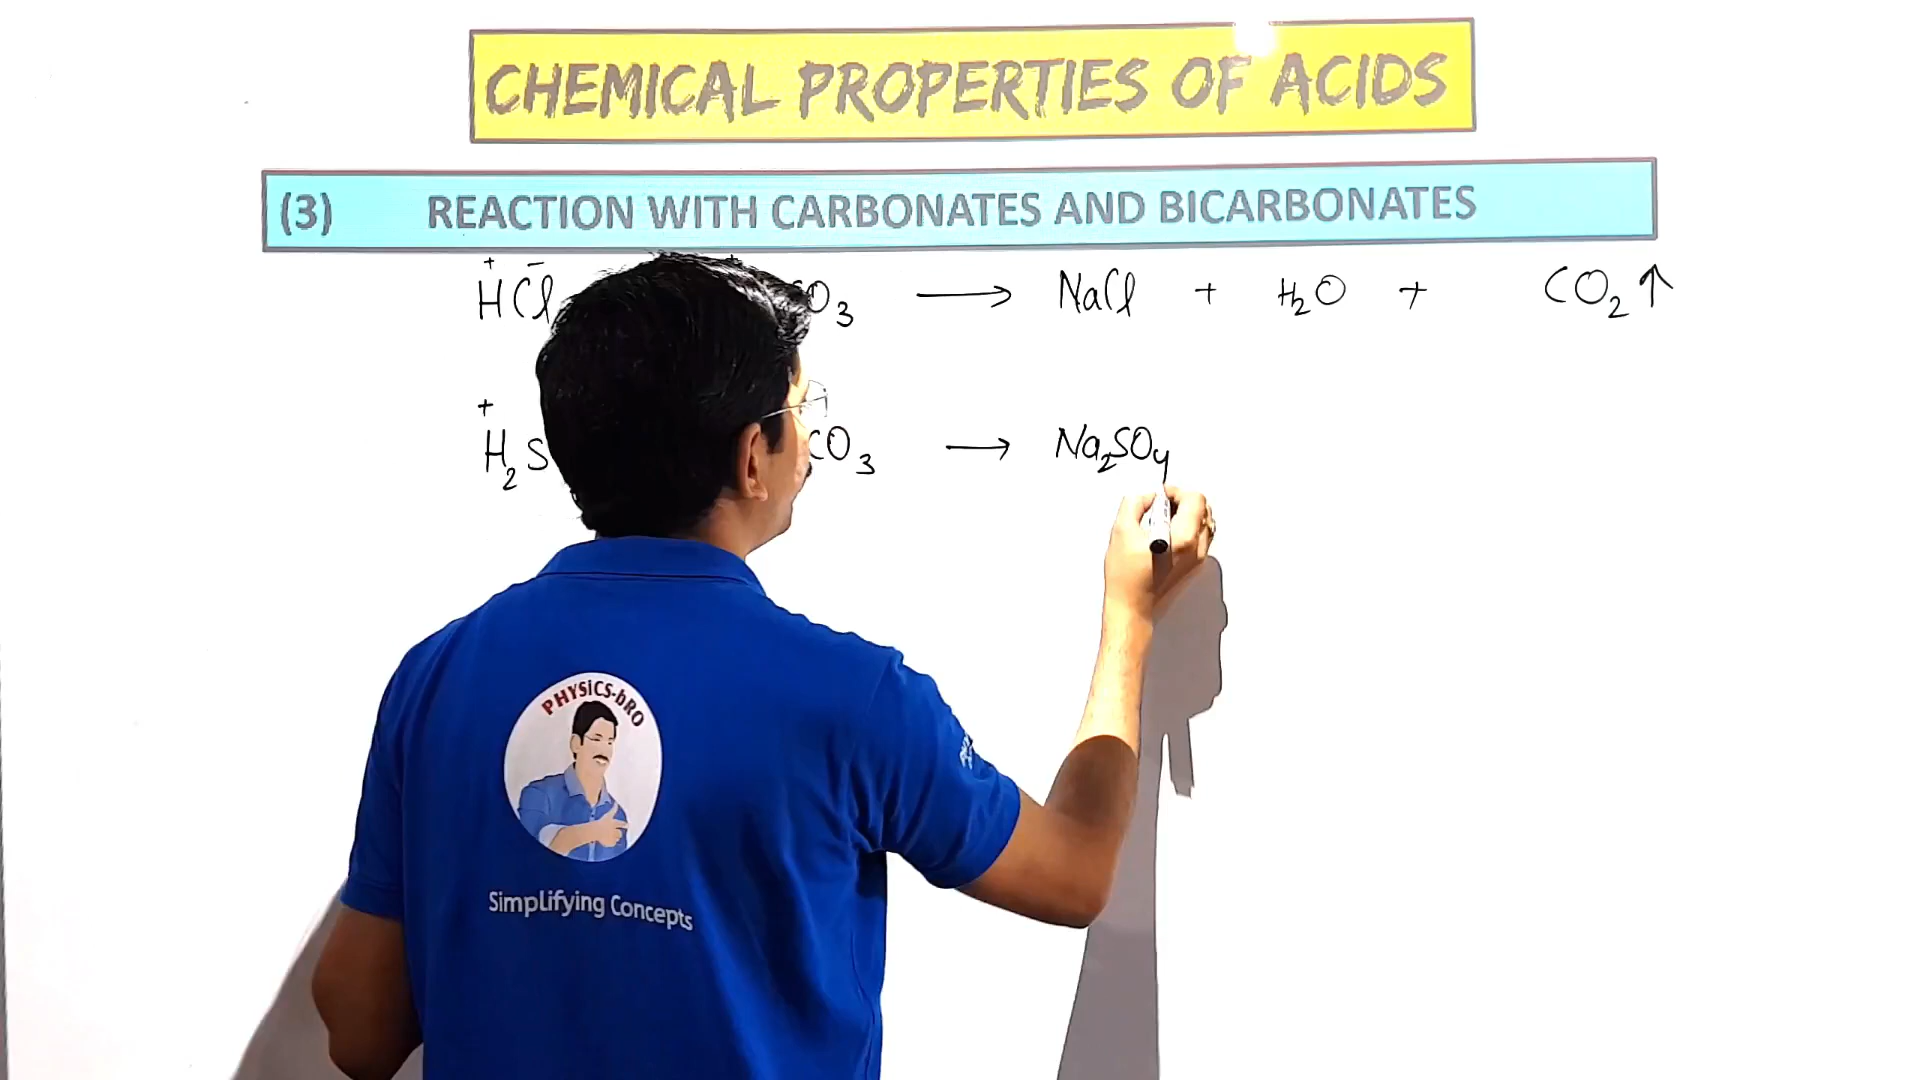 CHEMICAL PROPERTIES OF ACIDS
(3) REACTION WITH CARBONATES AND BICARBONATES
+ − +
HCl O₃ ⟶ NaCl + H₂O + CO₂↑
+
H₂S CO₃ ⟶ Na₂SO₄
PHYSiCS-bRO
Simplifying Concepts